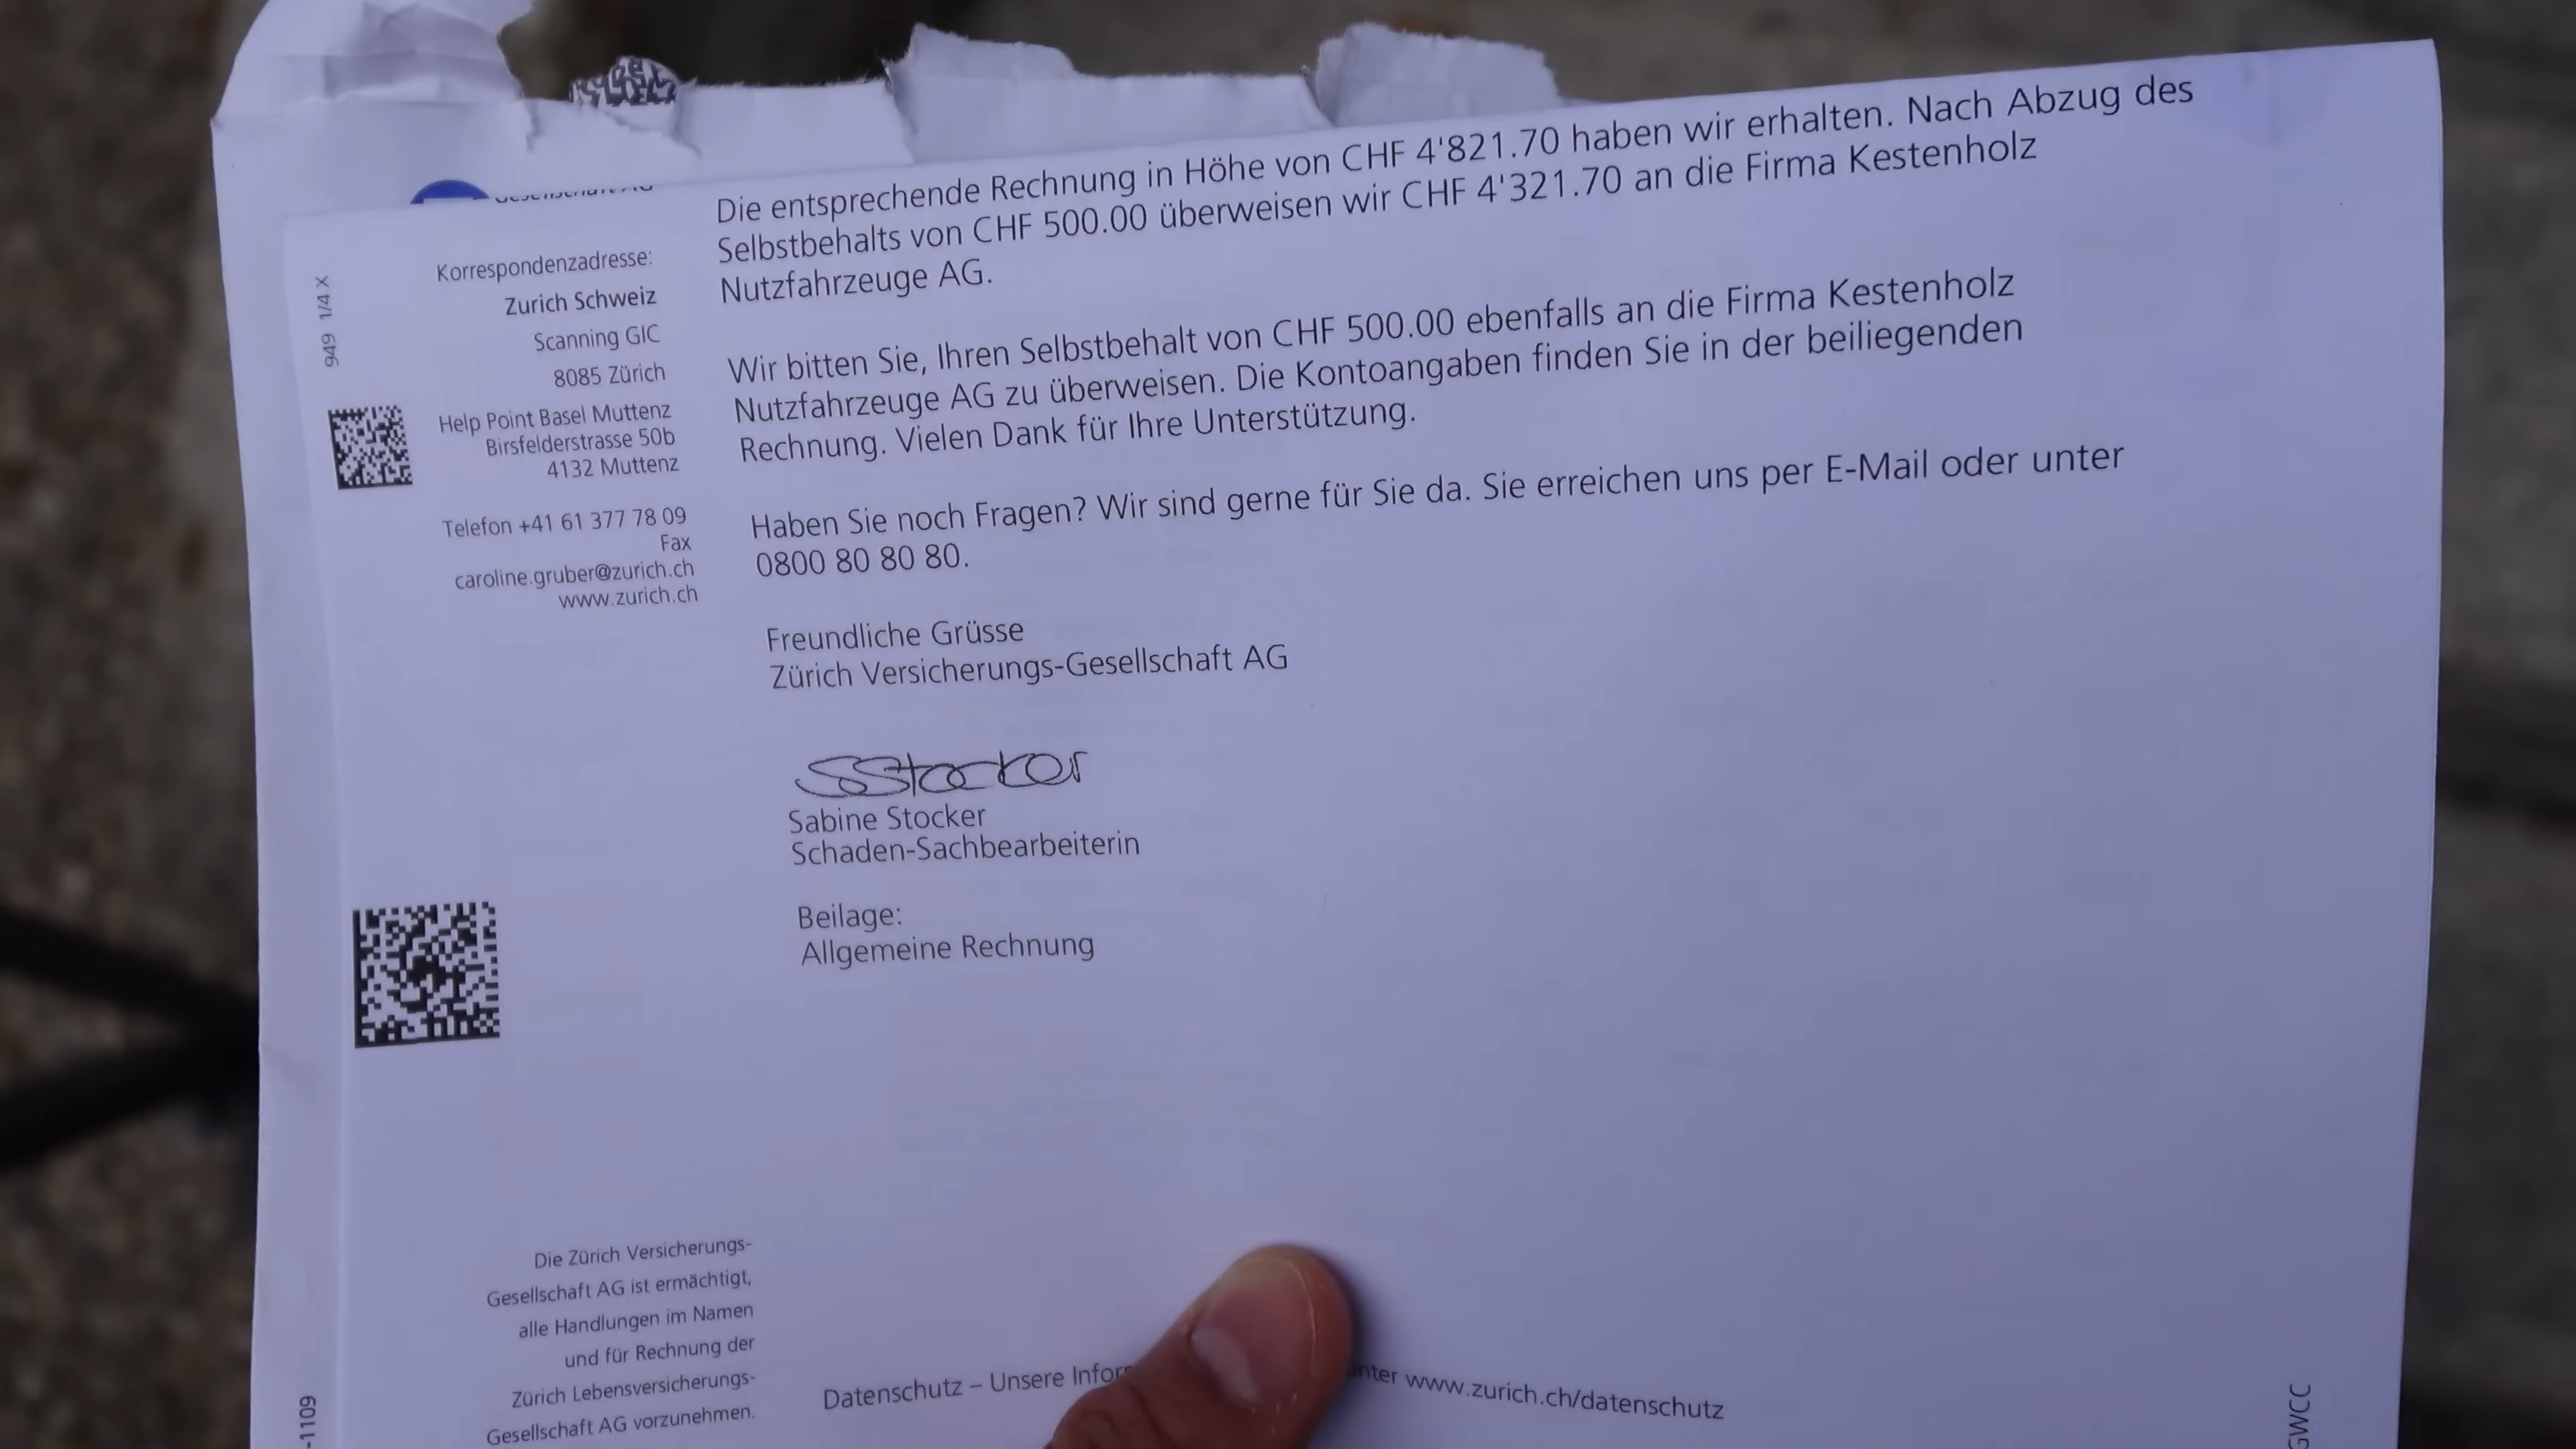 Die entsprechende Rechnung in Höhe von CHF 4'821.70 haben wir erhalten. Nach Abzug des
Selbstbehalts von CHF 500.00 überweisen wir CHF 4'321.70 an die Firma Kestenholz
Nutzfahrzeuge AG.
Wir bitten Sie, Ihren Selbstbehalt von CHF 500.00 ebenfalls an die Firma Kestenholz
Nutzfahrzeuge AG zu überweisen. Die Kontoangaben finden Sie in der beiliegenden
Rechnung. Vielen Dank für Ihre Unterstützung.
Haben Sie noch Fragen? Wir sind gerne für Sie da. Sie erreichen uns per E-Mail oder unter
0800 80 80 80.
Freundliche Grüsse
Zürich Versicherungs-Gesellschaft AG
SStocker
Sabine Stocker
Schaden-Sachbearbeiterin
Beilage:
Allgemeine Rechnung
949 1/4 X
Korrespondenzadresse:
Zurich Schweiz
Scanning GIC
8085 Zürich
Help Point Basel Muttenz
Birsfelderstrasse 50b
4132 Muttenz
Telefon +41 61 377 78 09
Fax
caroline.gruber@zurich.ch
www.zurich.ch
Die Zürich Versicherungs-
Gesellschaft AG ist ermächtigt,
alle Handlungen im Namen
und für Rechnung der
Zürich Lebensversicherungs-
Gesellschaft AG vorzunehmen.
Datenschutz – Unsere Infor nter www.zurich.ch/datenschutz
-1109
GWCC